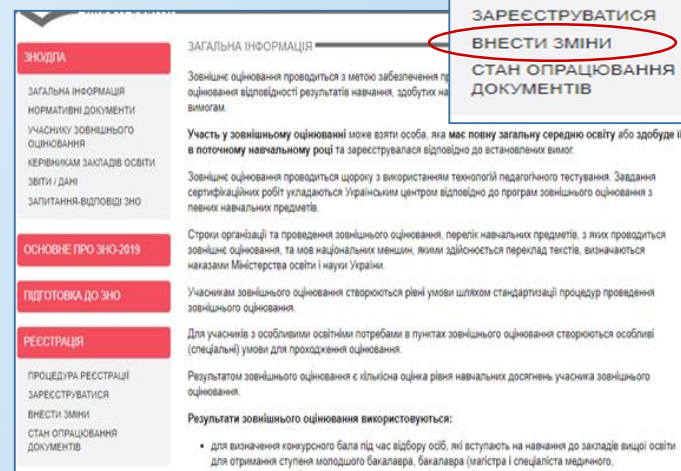 ЗАРЕЄСТРУВАТИСЯ
ВНЕСТИ ЗМІНИ
СТАН ОПРАЦЮВАННЯ
ДОКУМЕНТІВ
ЗНО/ДПА
ЗАГАЛЬНА ІНФОРМАЦІЯ
НОРМАТИВНІ ДОКУМЕНТИ
УЧАСНИКУ ЗОВНІШНЬОГО
ОЦІНЮВАННЯ
КЕРІВНИКАМ ЗАКЛАДІВ ОСВІТИ
ЗВІТИ / ДАНІ
ЗАПИТАННЯ-ВІДПОВІДІ ЗНО
ОСНОВНЕ ПРО ЗНО-2019
ПІДГОТОВКА ДО ЗНО
РЕЄСТРАЦІЯ
ПРОЦЕДУРА РЕЄСТРАЦІЇ
ЗАРЕЄСТРУВАТИСЯ
ВНЕСТИ ЗМІНИ
СТАН ОПРАЦЮВАННЯ
ДОКУМЕНТІВ
ЗАГАЛЬНА ІНФОРМАЦІЯ
Зовнішнє оцінювання проводиться з метою забезпечення
оцінювання відповідності результатів навчання, здобутих
вимогам.
Участь у зовнішньому оцінюванні може взяти особа, яка має повну загальну середню освіту або здобуде її
в поточному навчальному році та зареєструвалася відповідно до встановлених вимог.
Зовнішнє оцінювання проводиться щороку з використанням технологій педагогічного тестування. Завдання
сертифікаційних робіт укладаються Українським центром відповідно до програм зовнішнього оцінювання з
певних навчальних предметів.
Строки організації та проведення зовнішнього оцінювання, перелік навчальних предметів, з яких проводиться
зовнішнє оцінювання, та мов національних меншин, якими здійснюється переклад текстів, визначаються
наказами Міністерства освіти і науки України.
Учасникам зовнішнього оцінювання створюються рівні умови шляхом стандартизації процедур проведення
зовнішнього оцінювання.
Для учасників з особливими освітніми потребами в пунктах зовнішнього оцінювання створюються особливі
(спеціальні) умови для проходження оцінювання.
Результатом зовнішнього оцінювання є кількісна оцінка рівня навчальних досягнень учасника зовнішнього
оцінювання.
Результати зовнішнього оцінювання використовуються:
• для визначення конкурсного бала під час відбору осіб, які вступають на навчання до закладів вищої освіти
для отримання ступеня молодшого бакалавра, бакалавра (магістра і спеціаліста медичного,